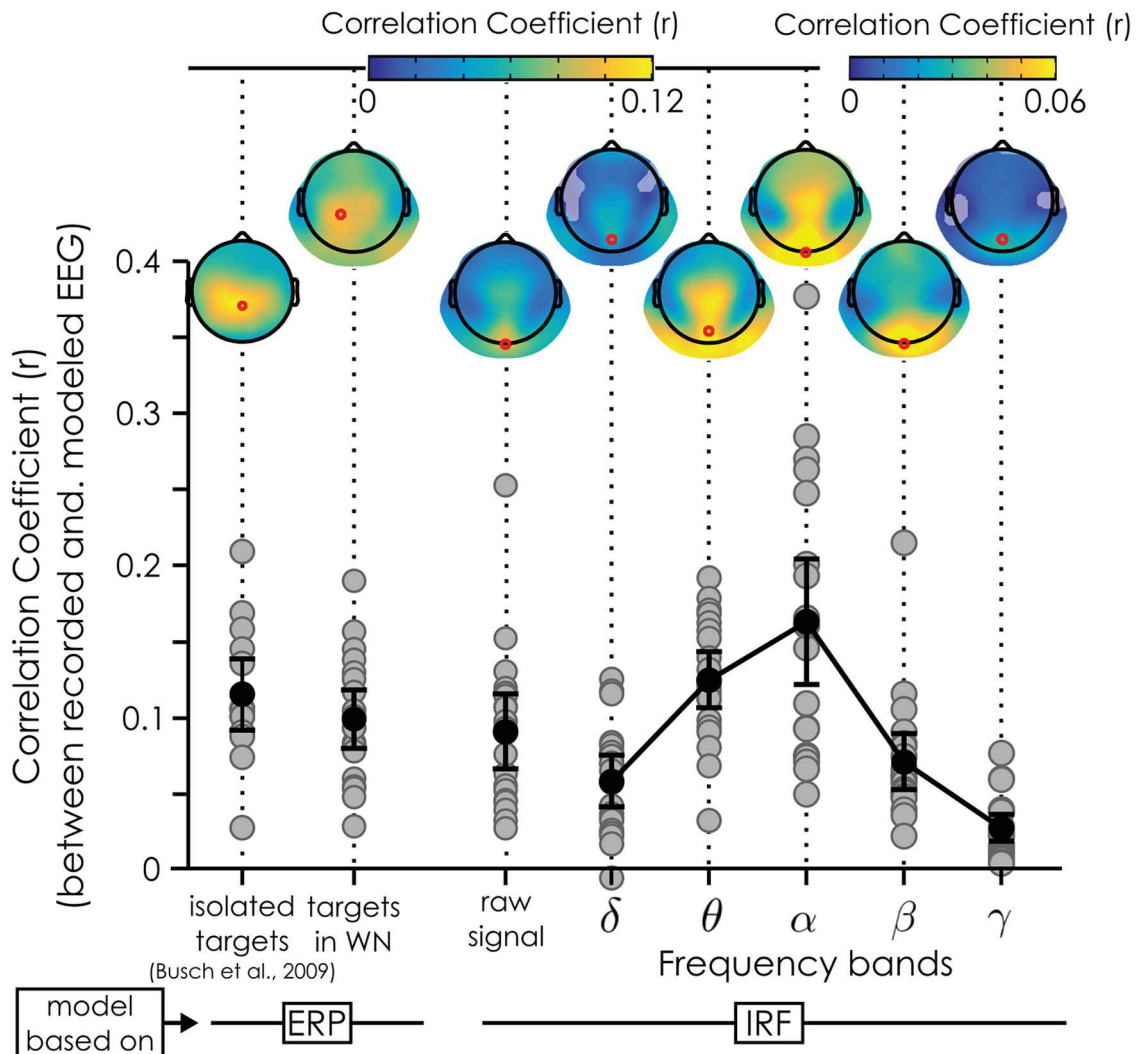 Correlation Coefficient (r)
0
0.12
Correlation Coefficient (r)
0
0.06
Correlation Coefficient (r)
(between recorded and. modeled EEG)
0.4
0.3
0.2
0.1
0
isolated
targets
(Busch et al., 2009)
targets
in WN
raw
signal
δ
θ
α
β
γ
Frequency bands
model
based on
ERP
IRF